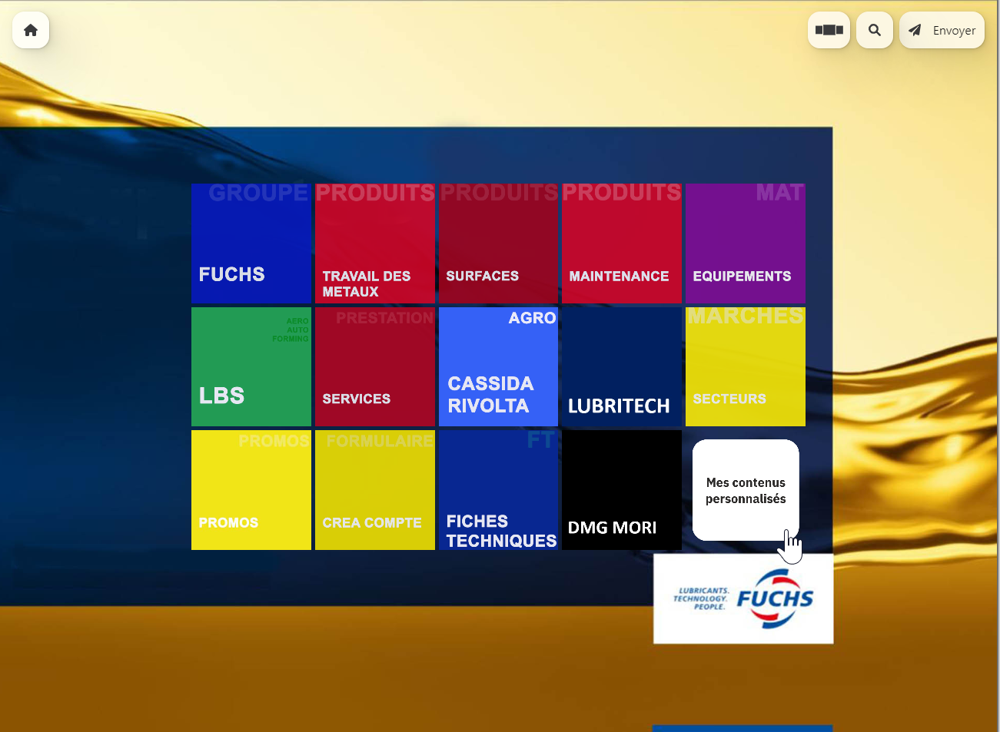 Envoyer
GROUPÉ
FUCHS
PRODUITS
TRAVAIL DES
METAUX
PRODUITS
SURFACES
PRODUITS
MAINTENANCE
MAT
EQUIPEMENTS
AERO
AUTO
FORMING
LBS
PRESTATION
SERVICES
AGRO
CASSIDA
RIVOLTA
LUBRITECH
MARCHES
SECTEURS
PROMOS
PROMOS
FORMULAIRE
CREA COMPTE
FT
FICHES
TECHNIQUES
DMG MORI
Mes contenus
personnalisés
LUBRICANTS.
TECHNOLOGY.
PEOPLE.
FUCHS